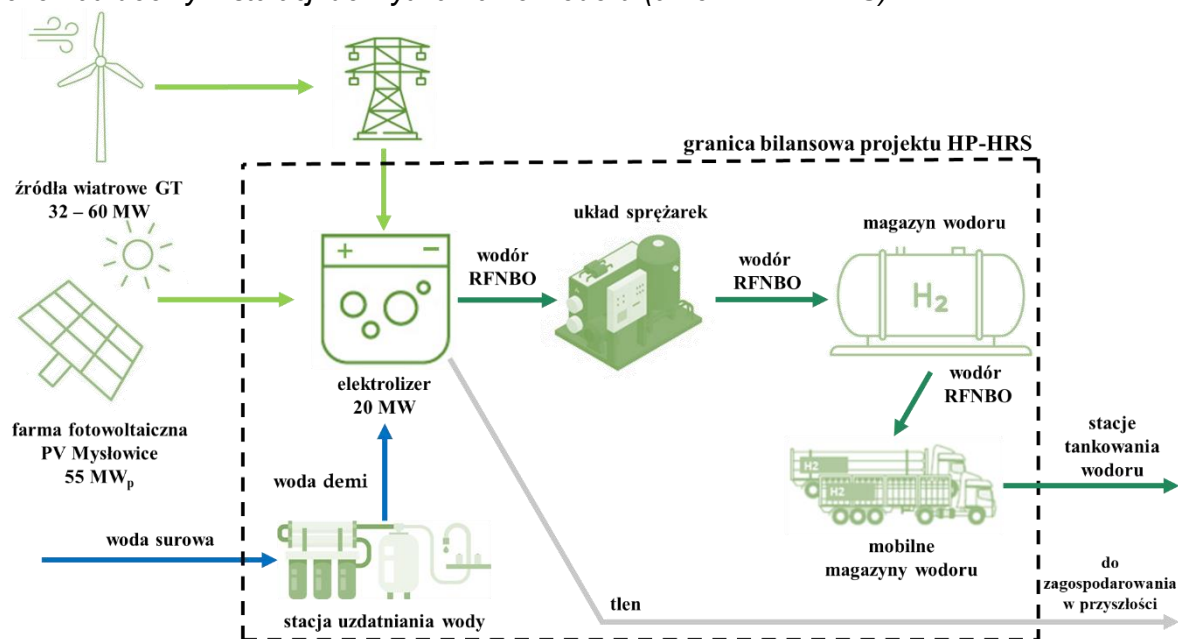 granica bilansowa projektu HP-HRS
źródła wiatrowe GT
32 – 60 MW
układ sprężarek
magazyn wodoru
+ –
wodór
RFNBO
wodór
RFNBO
H2
elektrolizer
20 MW
wodór
RFNBO
farma fotowoltaiczna
PV Mysłowice
55 MWp
stacje
tankowania
wodoru
H2
H2
woda demi
woda surowa
mobilne
magazyny wodoru
do
zagospodarowania
w przyszłości
tlen
stacja uzdatniania wody